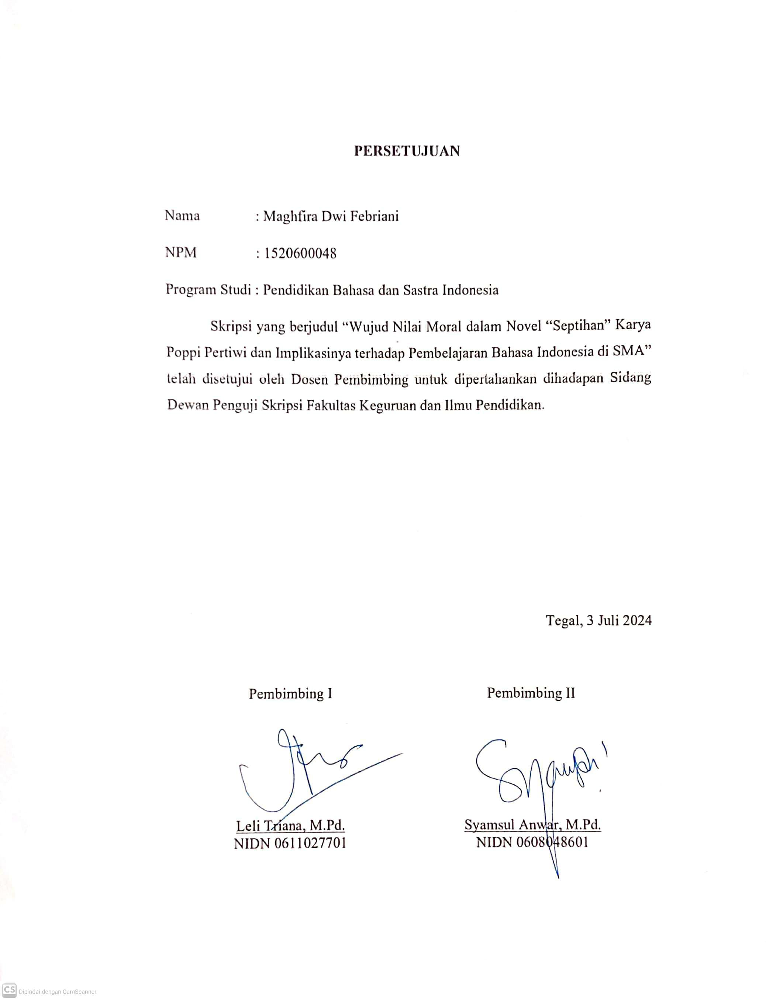 PERSETUJUAN
Nama : Maghfira Dwi Febriani
NPM : 1520600048
Program Studi : Pendidikan Bahasa dan Sastra Indonesia
Skripsi yang berjudul “Wujud Nilai Moral dalam Novel “Septihan” Karya
Poppi Pertiwi dan Implikasinya terhadap Pembelajaran Bahasa Indonesia di SMA”
telah disetujui oleh Dosen Pembimbing untuk dipertahankan dihadapan Sidang
Dewan Penguji Skripsi Fakultas Keguruan dan Ilmu Pendidikan.
Tegal, 3 Juli 2024
Pembimbing I
Leli Triana, M.Pd.
NIDN 0611027701
Pembimbing II
Syamsul Anwar, M.Pd.
NIDN 0608048601
CS Dipindai dengan CamScanner